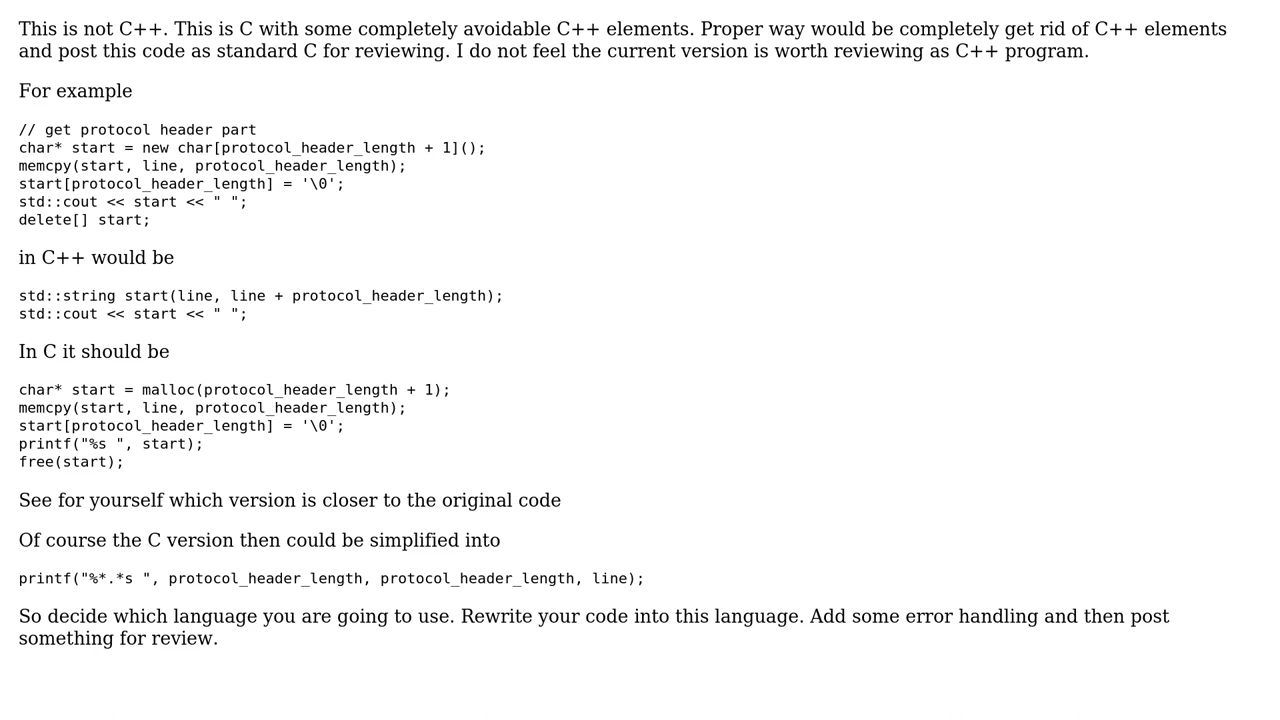 This is not C++. This is C with some completely avoidable C++ elements. Proper way would be completely get rid of C++ elements
and post this code as standard C for reviewing. I do not feel the current version is worth reviewing as C++ program.
For example
// get protocol header part
char* start = new char[protocol_header_length + 1]();
memcpy(start, line, protocol_header_length);
start[protocol_header_length] = '\0';
std::cout << start << " ";
delete[] start;
in C++ would be
std::string start(line, line + protocol_header_length);
std::cout << start << " ";
In C it should be
char* start = malloc(protocol_header_length + 1);
memcpy(start, line, protocol_header_length);
start[protocol_header_length] = '\0';
printf("%s ", start);
free(start);
See for yourself which version is closer to the original code
Of course the C version then could be simplified into
printf("%*.*s ", protocol_header_length, protocol_header_length, line);
So decide which language you are going to use. Rewrite your code into this language. Add some error handling and then post
something for review.